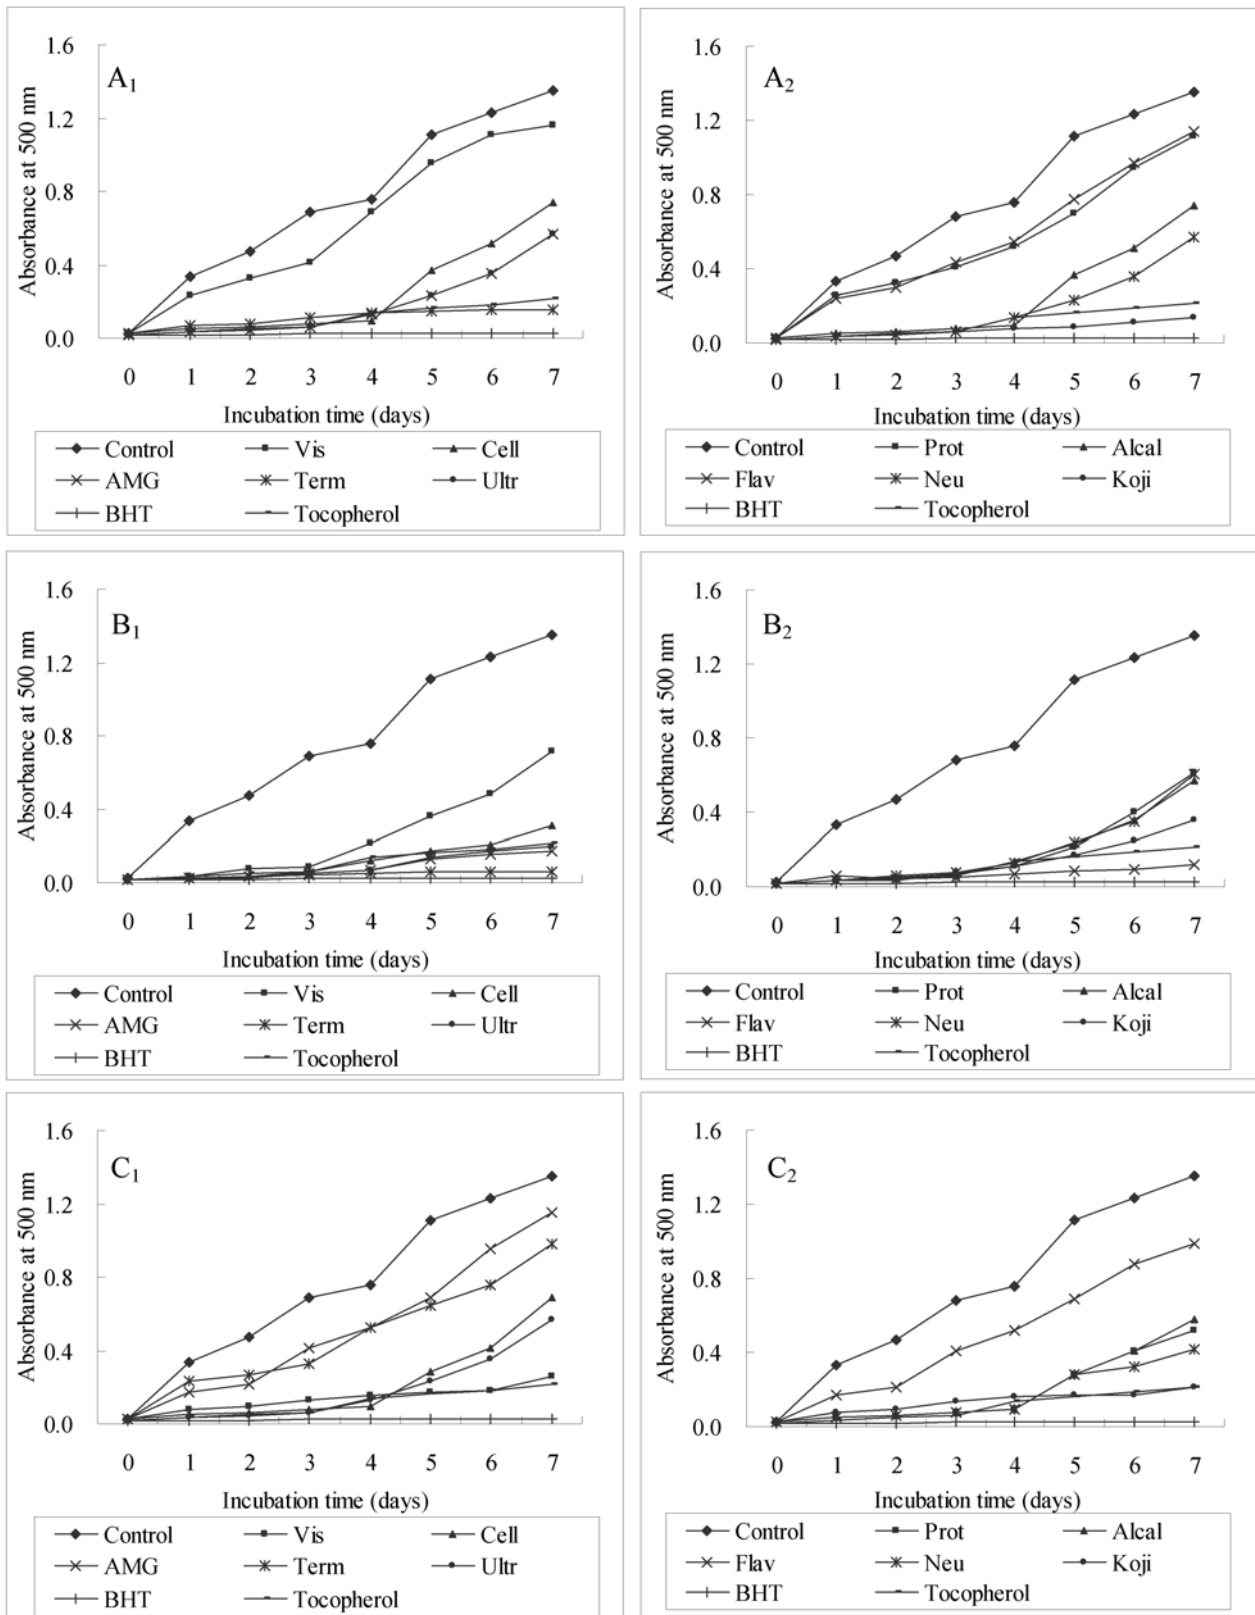 A1
Absorbance at 500 nm
1.6
1.2
0.8
0.4
0.0
0 1 2 3 4 5 6 7
Incubation time (days)
Control Vis Cell
AMG Term Ultr
BHT Tocopherol
A2
Absorbance at 500 nm
1.6
1.2
0.8
0.4
0.0
0 1 2 3 4 5 6 7
Incubation time (days)
Control Prot Alcal
Flav Neu Koji
BHT Tocopherol
B1
Absorbance at 500 nm
1.6
1.2
0.8
0.4
0.0
0 1 2 3 4 5 6 7
Incubation time (days)
Control Vis Cell
AMG Term Ultr
BHT Tocopherol
B2
Absorbance at 500 nm
1.6
1.2
0.8
0.4
0.0
0 1 2 3 4 5 6 7
Incubation time (days)
Control Prot Alcal
Flav Neu Koji
BHT Tocopherol
C1
Absorbance at 500 nm
1.6
1.2
0.8
0.4
0.0
0 1 2 3 4 5 6 7
Incubation time (days)
Control Vis Cell
AMG Term Ultr
BHT Tocopherol
C2
Absorbance at 500 nm
1.6
1.2
0.8
0.4
0.0
0 1 2 3 4 5 6 7
Incubation time (days)
Control Prot Alcal
Flav Neu Koji
BHT Tocopherol